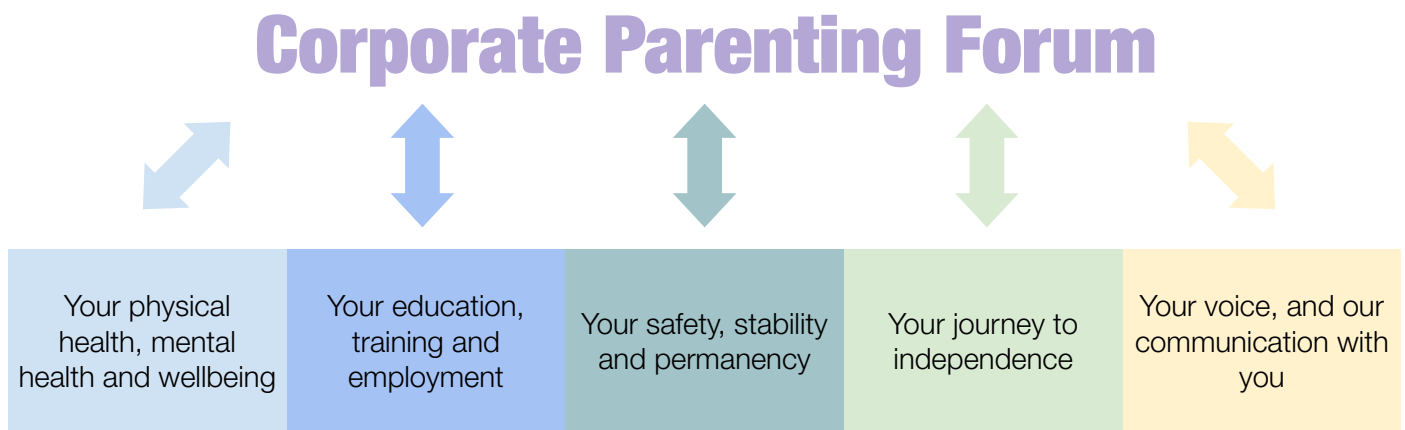 Corporate Parenting Forum
Your physical
health, mental
health and wellbeing
Your education,
training and
employment
Your safety, stability
and permanency
Your journey to
independence
Your voice, and our
communication with
you